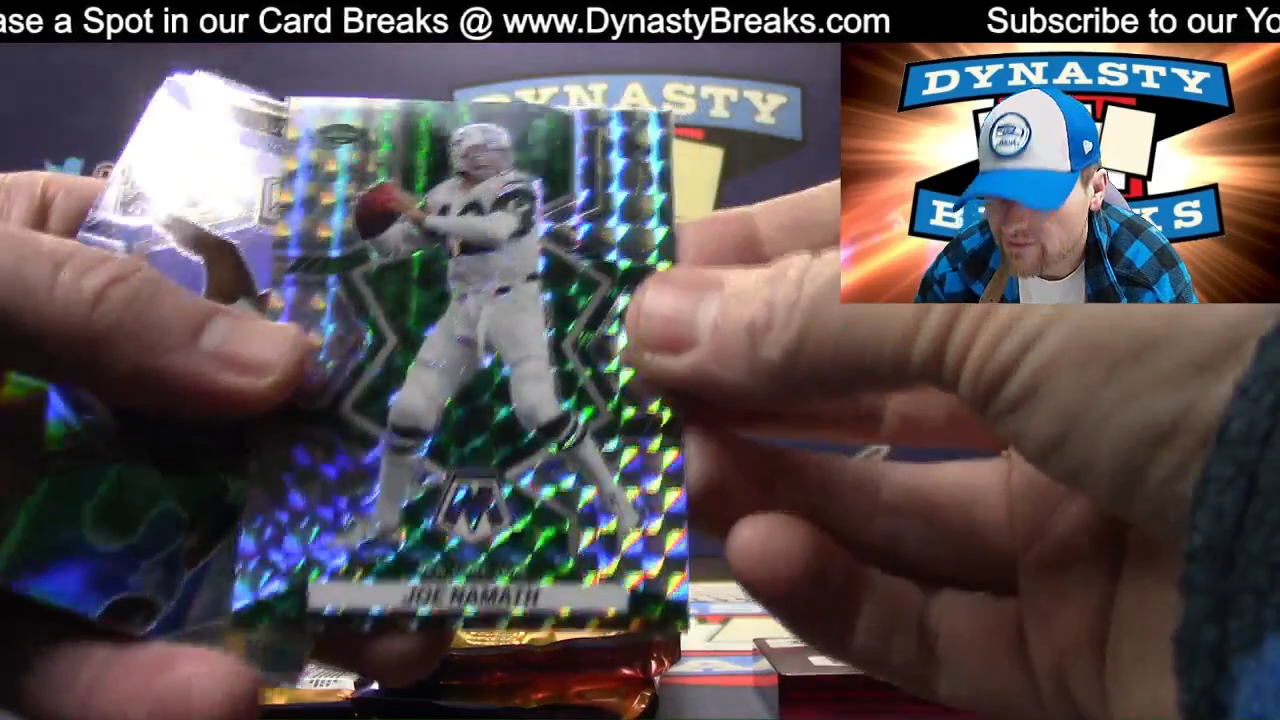 ase a Spot in our Card Breaks @ www.DynastyBreaks.com Subscribe to our Yo
DYNASTY
DYNASTY
JOE NAMATH